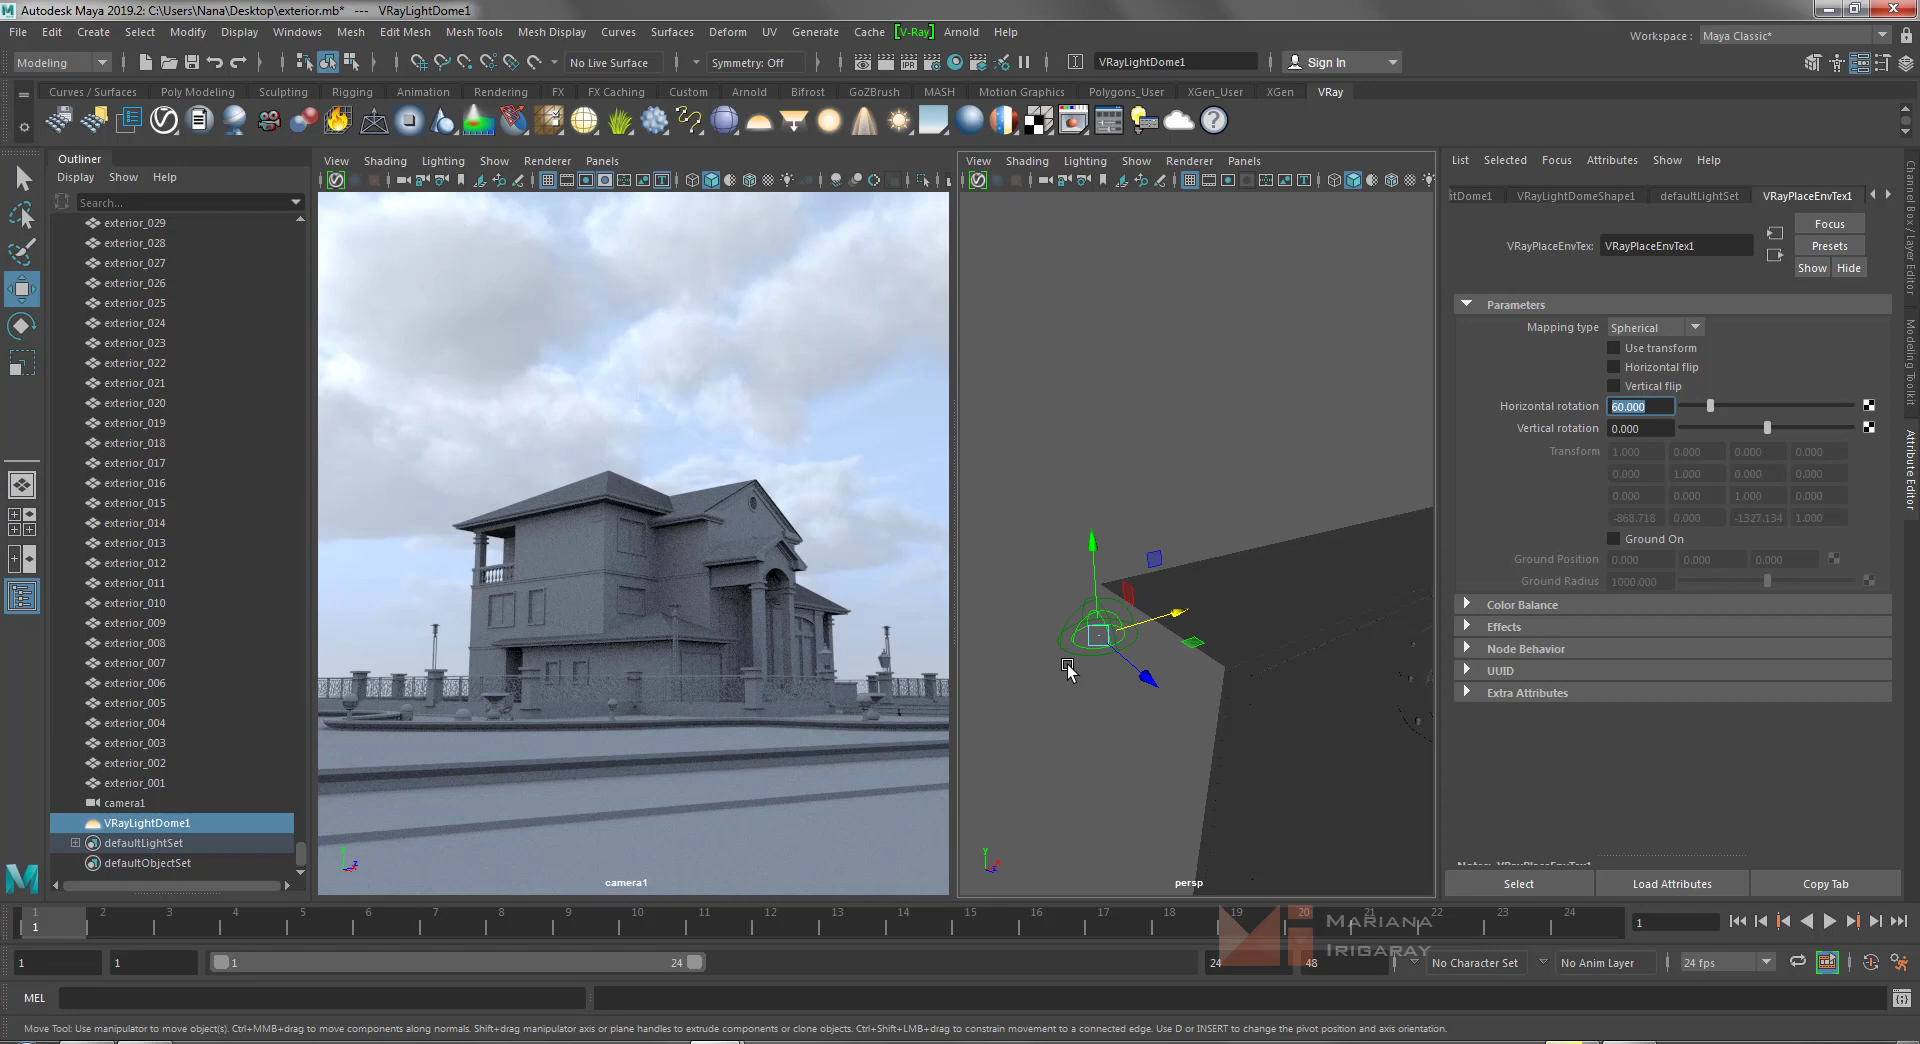 Autodesk Maya 2019.2: C:\Users\Nana\Desktop\exterior.mb* --- VRayLightDome1
File Edit Create Select Modify Display Windows Mesh Edit Mesh Mesh Tools Mesh Display Curves Surfaces Deform UV Generate Cache [V-Ray] Arnold Help
Workspace : Maya Classic*
Modeling No Live Surface Symmetry: Off VRayLightDome1 Sign In
Curves / Surfaces Poly Modeling Sculpting Rigging Animation Rendering FX FX Caching Custom Arnold Bifrost GoZBrush MASH Motion Graphics Polygons_User XGen_User XGen VRay
Outliner
Display Show Help
Search...
exterior_029
exterior_028
exterior_027
exterior_026
exterior_025
exterior_024
exterior_023
exterior_022
exterior_021
exterior_020
exterior_019
exterior_018
exterior_017
exterior_016
exterior_015
exterior_014
exterior_013
exterior_012
exterior_011
exterior_010
exterior_009
exterior_008
exterior_007
exterior_006
exterior_005
exterior_004
exterior_003
exterior_002
exterior_001
camera1
VRayLightDome1
defaultLightSet
defaultObjectSet
View Shading Lighting Show Renderer Panels
camera1
View Shading Lighting Show Renderer Panels
persp
List Selected Focus Attributes Show Help
htDome1 VRayLightDomeShape1 defaultLightSet VRayPlaceEnvTex1
Focus
VRayPlaceEnvTex: VRayPlaceEnvTex1 Presets
Show Hide
Parameters
Mapping type Spherical
Use transform
Horizontal flip
Vertical flip
Horizontal rotation 60.000
Vertical rotation 0.000
Transform 1.000 0.000 0.000 0.000
0.000 1.000 0.000 0.000
0.000 0.000 1.000 0.000
-868.718 0.000 -1327.134 1.000
Ground On
Ground Position 0.000 0.000 0.000
Ground Radius 1000.000
Color Balance
Effects
Node Behavior
UUID
Extra Attributes
Notes: VRayPlaceEnvTex1
Select Load Attributes Copy Tab
Channel Box / Layer Editor
Modeling Toolkit
Attribute Editor
1 2 3 4 5 6 7 8 9 10 11 12 13 14 15 16 17 18 19 20 21 22 23 24
1 1
MARIANA
IRIGARAY
1 1 1 24 24 48 No Character Set No Anim Layer 24 fps
MEL
Move Tool: Use manipulator to move object(s). Ctrl+MMB+drag to move components along normals. Shift+drag manipulator axis or plane handles to extrude components or clone objects. Ctrl+Shift+LMB+drag to constrain movement to a connected edge. Use D or INSERT to change the pivot position and axis orientation.